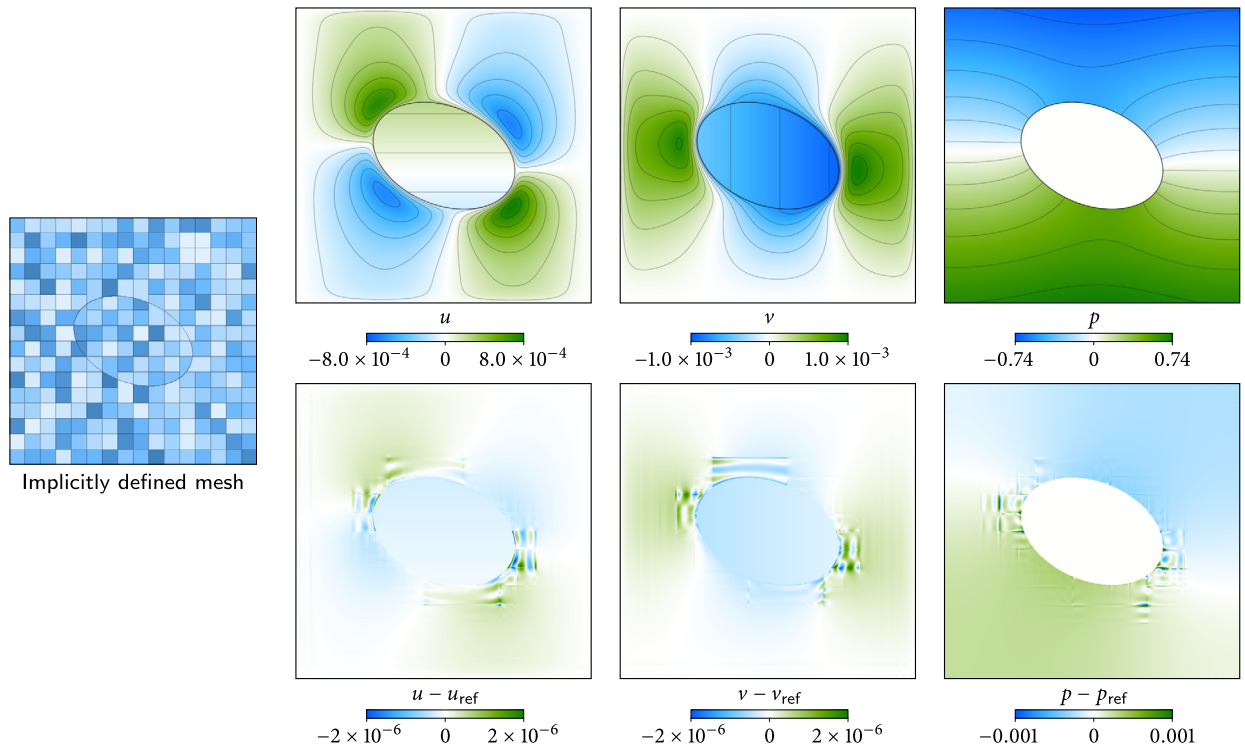 u
v
p
−8.0 × 10⁻⁴ 0 8.0 × 10⁻⁴
−1.0 × 10⁻³ 0 1.0 × 10⁻³
−0.74 0 0.74
Implicitly defined mesh
u − u_ref
v − v_ref
p − p_ref
−2 × 10⁻⁶ 0 2 × 10⁻⁶
−2 × 10⁻⁶ 0 2 × 10⁻⁶
−0.001 0 0.001